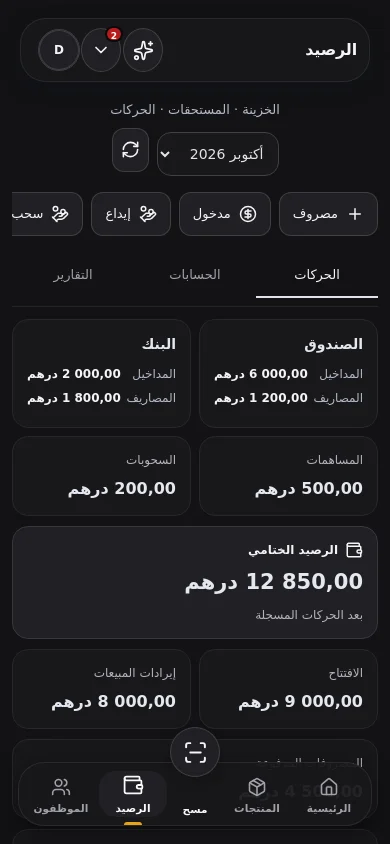 الرصيد
2
D
الخزينة · المستحقات · الحركات
أكتوبر 2026
مصروف
مدخول
إيداع
سحب
الحركات
الحسابات
التقارير
الصندوق
المداخيل 6 000,00 درهم
المصاريف 1 200,00 درهم
البنك
المداخيل 2 000,00 درهم
المصاريف 1 800,00 درهم
المساهمات
500,00 درهم
السحوبات
200,00 درهم
الرصيد الختامي
12 850,00 درهم
بعد الحركات المسجلة
الافتتاح
9 000,00 درهم
إيرادات المبيعات
8 000,00 درهم
الرئيسية
المنتجات
مسح
الرصيد
الموظفون